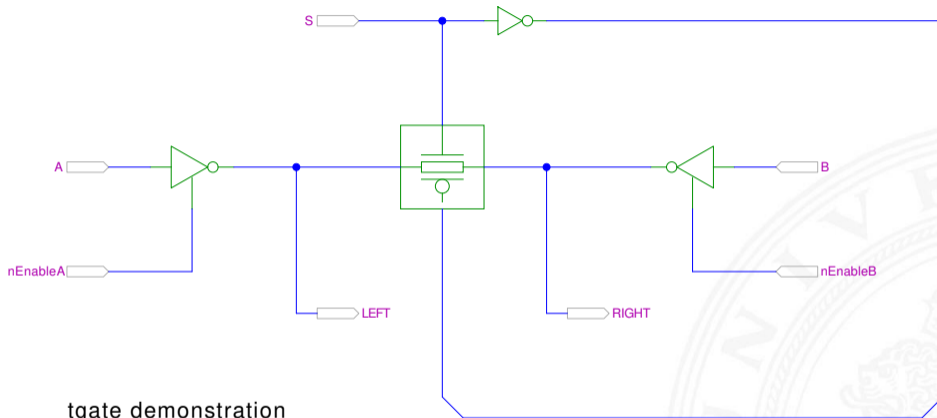 S
A
B
nEnableA
nEnableB
LEFT
RIGHT
tgate demonstration
N I V E